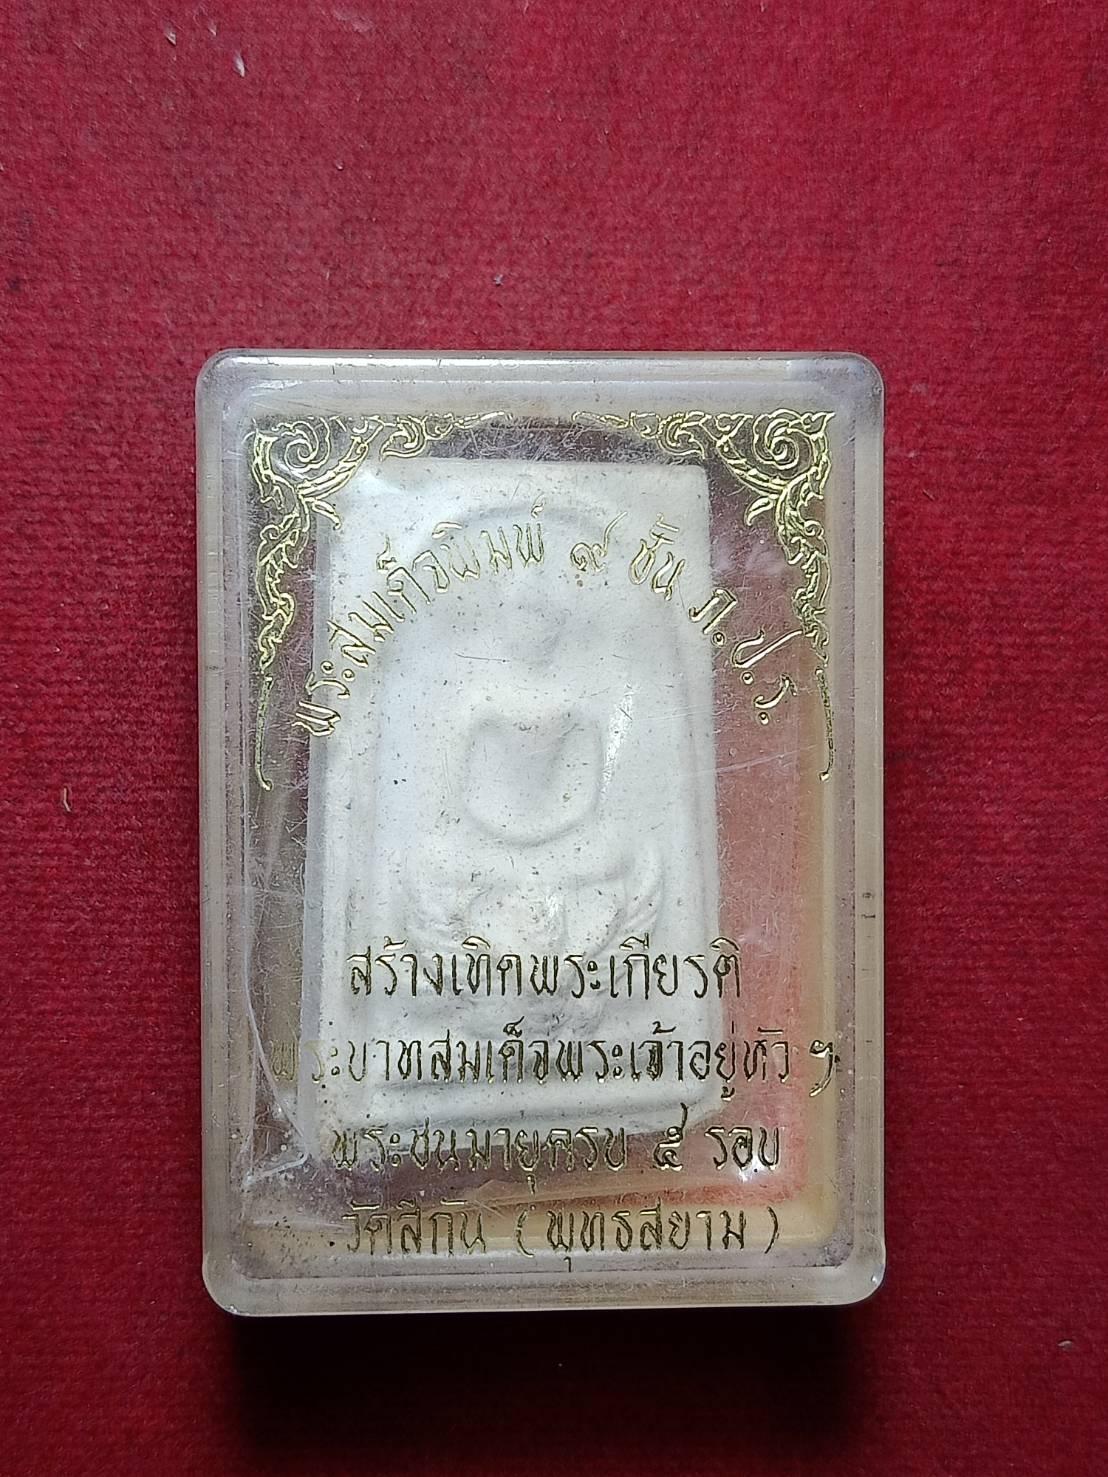 พระสมเด็จพิมพ์ ๙ ชั้น ภ.ป.ร.
สร้างเทิดพระเกียรติ
พระบาทสมเด็จพระเจ้าอยู่หัว ฯ
พระชนมายุครบ ๕ รอบ
วัดสีกัน (พุทธสยาม)